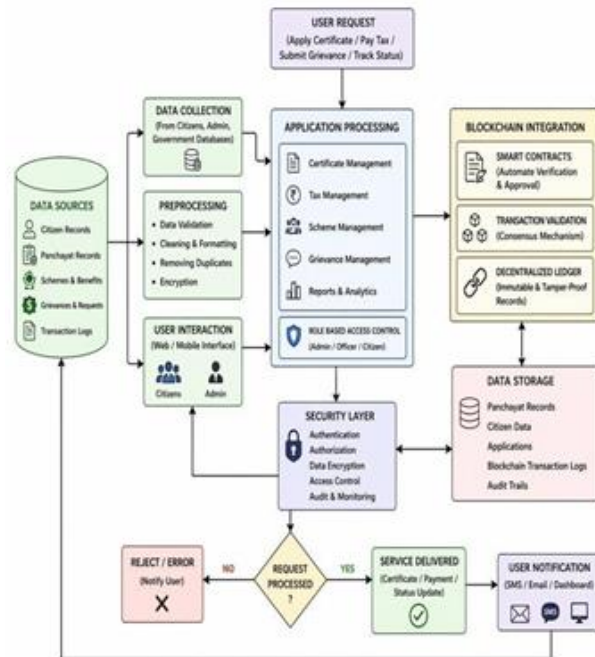 USER REQUEST
(Apply Certificate / Pay Tax /
Submit Grievance / Track Status)
DATA COLLECTION
(From Citizens, Admin,
Government Databases)
APPLICATION PROCESSING
Certificate Management
Tax Management
Scheme Management
Grievance Management
Reports & Analytics
ROLE BASED ACCESS CONTROL
(Admin / Officer / Citizen)
BLOCKCHAIN INTEGRATION
SMART CONTRACTS
(Automate Verification
& Approval)
TRANSACTION VALIDATION
(Consensus Mechanism)
DECENTRALIZED LEDGER
(Immutable & Tamper-Proof
Records)
DATA SOURCES
Citizen Records
Panchayat Records
Schemes & Benefits
Grievances & Requests
Transaction Logs
PREPROCESSING
• Data Validation
• Cleaning & Formatting
• Removing Duplicates
• Encryption
USER INTERACTION
(Web / Mobile Interface)
Citizens
Admin
SECURITY LAYER
Authentication
Authorization
Data Encryption
Access Control
Audit & Monitoring
DATA STORAGE
Panchayat Records
Citizen Data
Applications
Blockchain Transaction Logs
Audit Trails
REJECT / ERROR
(Notify User)
NO
REQUEST
PROCESSED
?
YES
SERVICE DELIVERED
(Certificate / Payment /
Status Update)
USER NOTIFICATION
(SMS / Email / Dashboard)
SMS